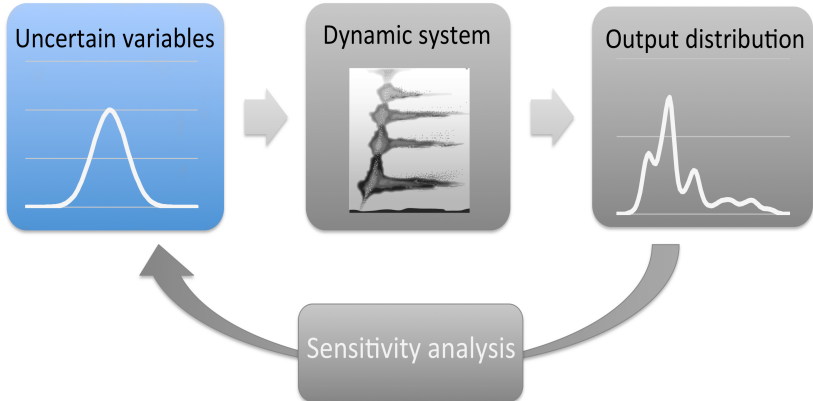 Uncertain variables
Dynamic system
Output distribution
Sensitivity analysis